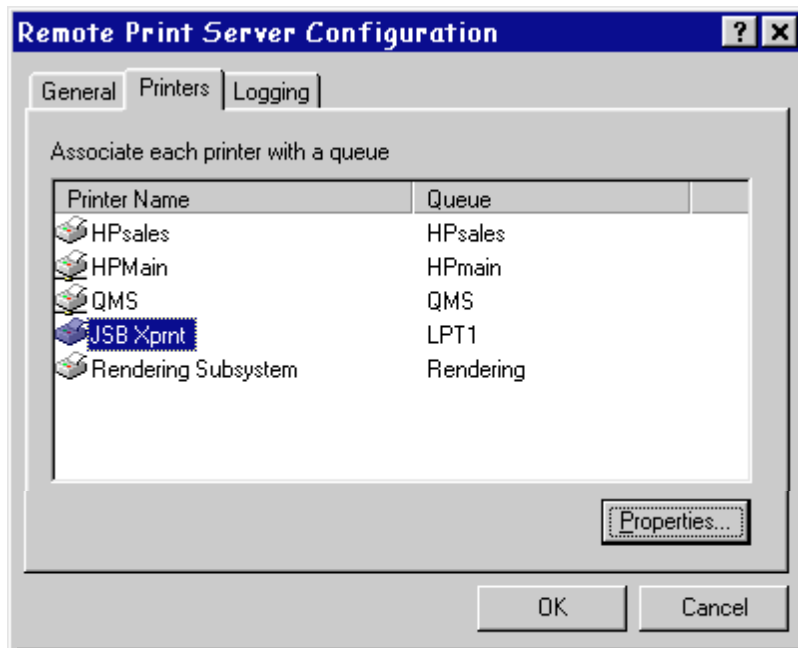 Remote Print Server Configuration ? ×
General Printers Logging
Associate each printer with a queue
Printer Name Queue
HPsales HPsales
HPMain HPmain
QMS QMS
JSB Xprnt LPT1
Rendering Subsystem Rendering
Properties...
OK Cancel